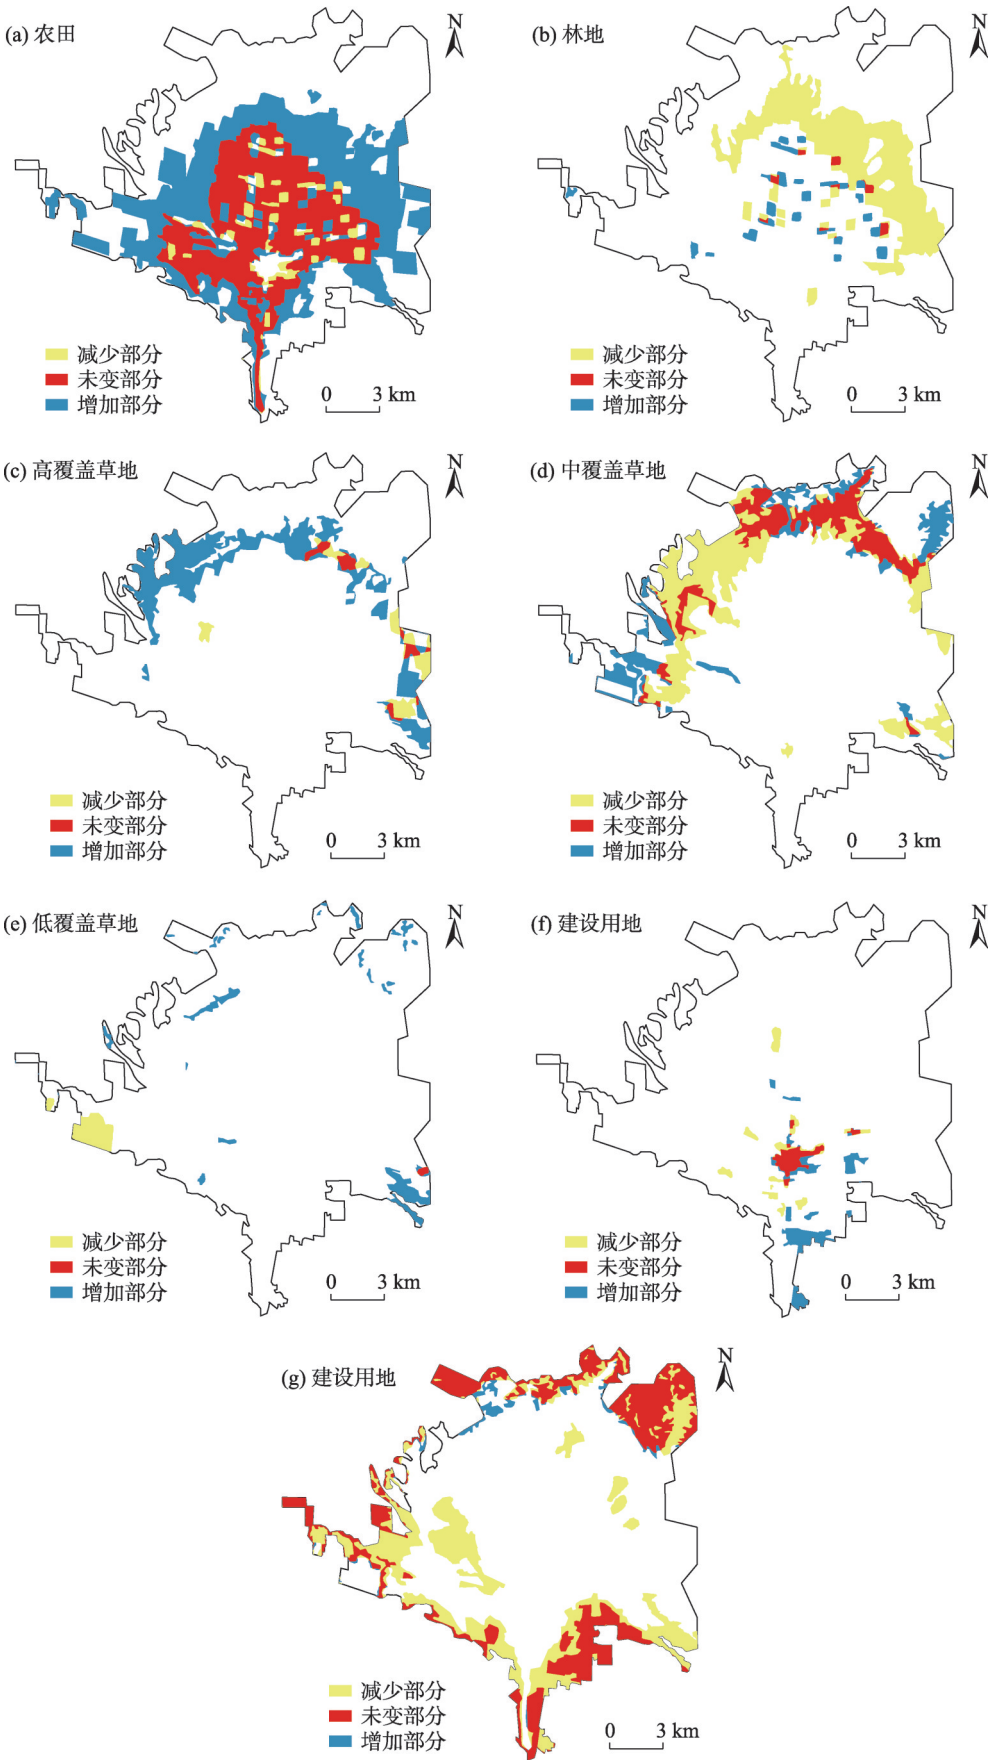 (a) 农田
N
减少部分
未变部分
增加部分
0 3 km
(b) 林地
N
减少部分
未变部分
增加部分
0 3 km
(c) 高覆盖草地
N
减少部分
未变部分
增加部分
0 3 km
(d) 中覆盖草地
N
减少部分
未变部分
增加部分
0 3 km
(e) 低覆盖草地
N
减少部分
未变部分
增加部分
0 3 km
(f) 建设用地
N
减少部分
未变部分
增加部分
0 3 km
(g) 建设用地
N
减少部分
未变部分
增加部分
0 3 km